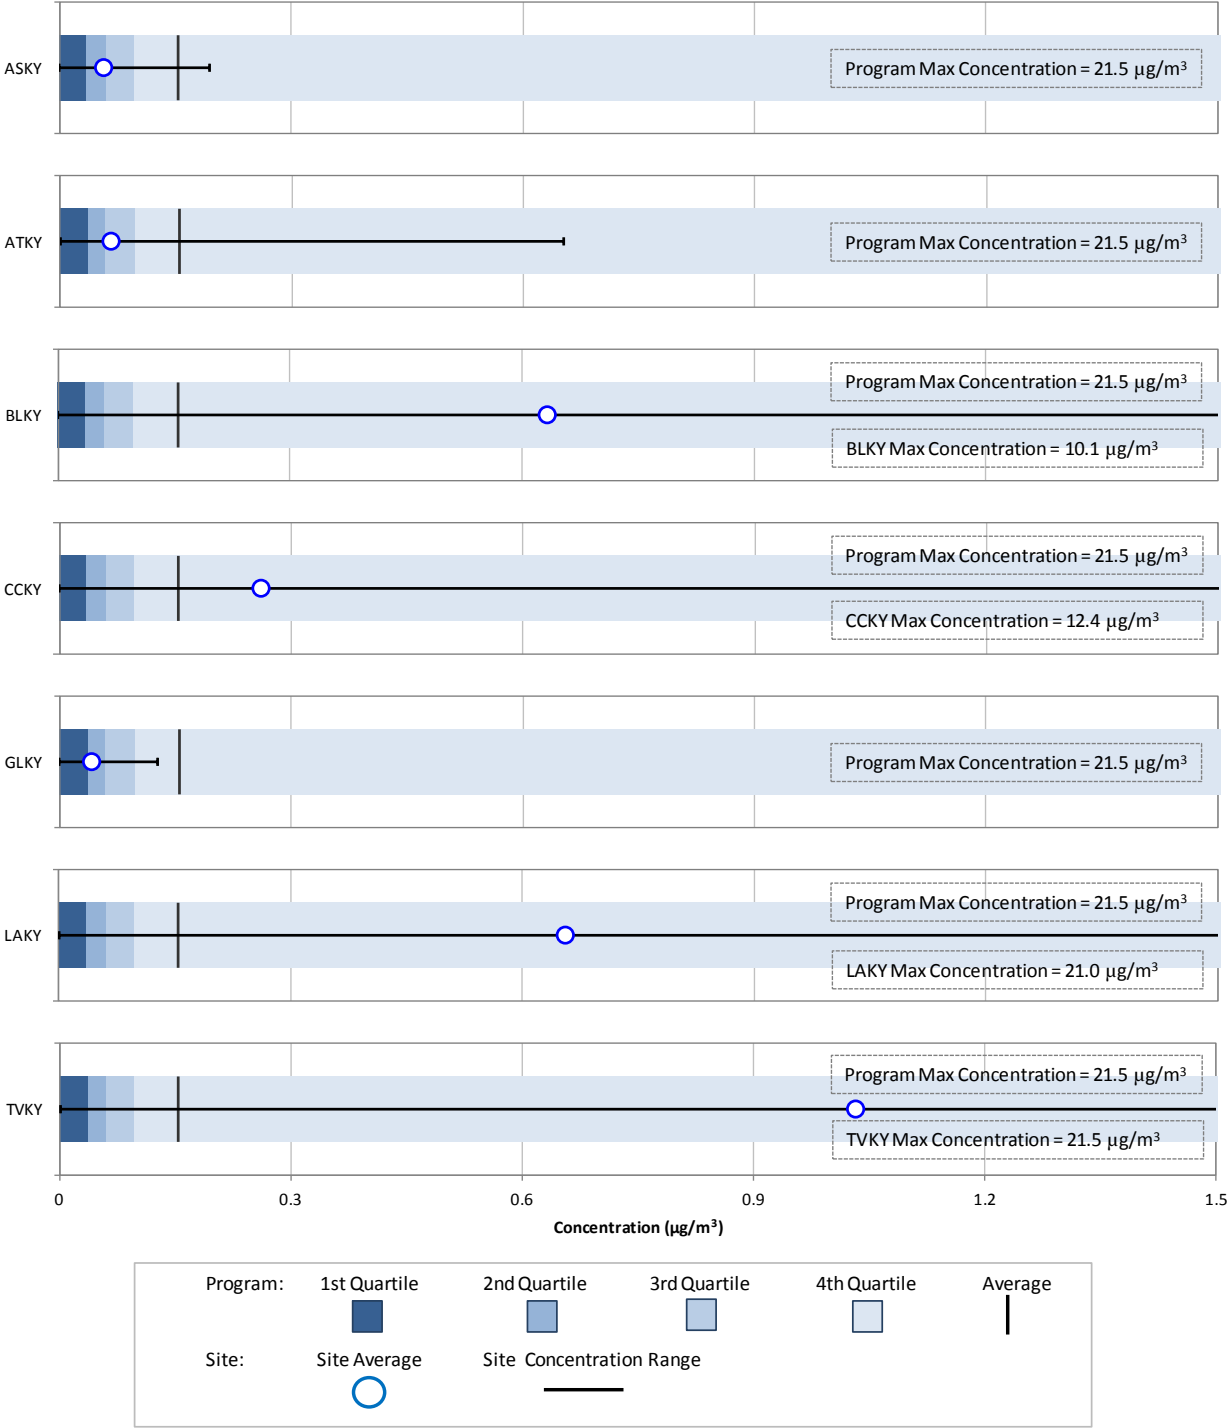 ASKY
Program Max Concentration = 21.5 µg/m³
ATKY
Program Max Concentration = 21.5 µg/m³
Program Max Concentration = 21.5 µg/m³
BLKY
BLKY Max Concentration = 10.1 µg/m³
Program Max Concentration = 21.5 µg/m³
CCKY
CCKY Max Concentration = 12.4 µg/m³
GLKY
Program Max Concentration = 21.5 µg/m³
Program Max Concentration = 21.5 µg/m³
LAKY
LAKY Max Concentration = 21.0 µg/m³
Program Max Concentration = 21.5 µg/m³
TVKY
TVKY Max Concentration = 21.5 µg/m³
0 0.3 0.6 0.9 1.2 1.5
Concentration (µg/m³)
Program: 1st Quartile 2nd Quartile 3rd Quartile 4th Quartile Average
Site: Site Average Site Concentration Range